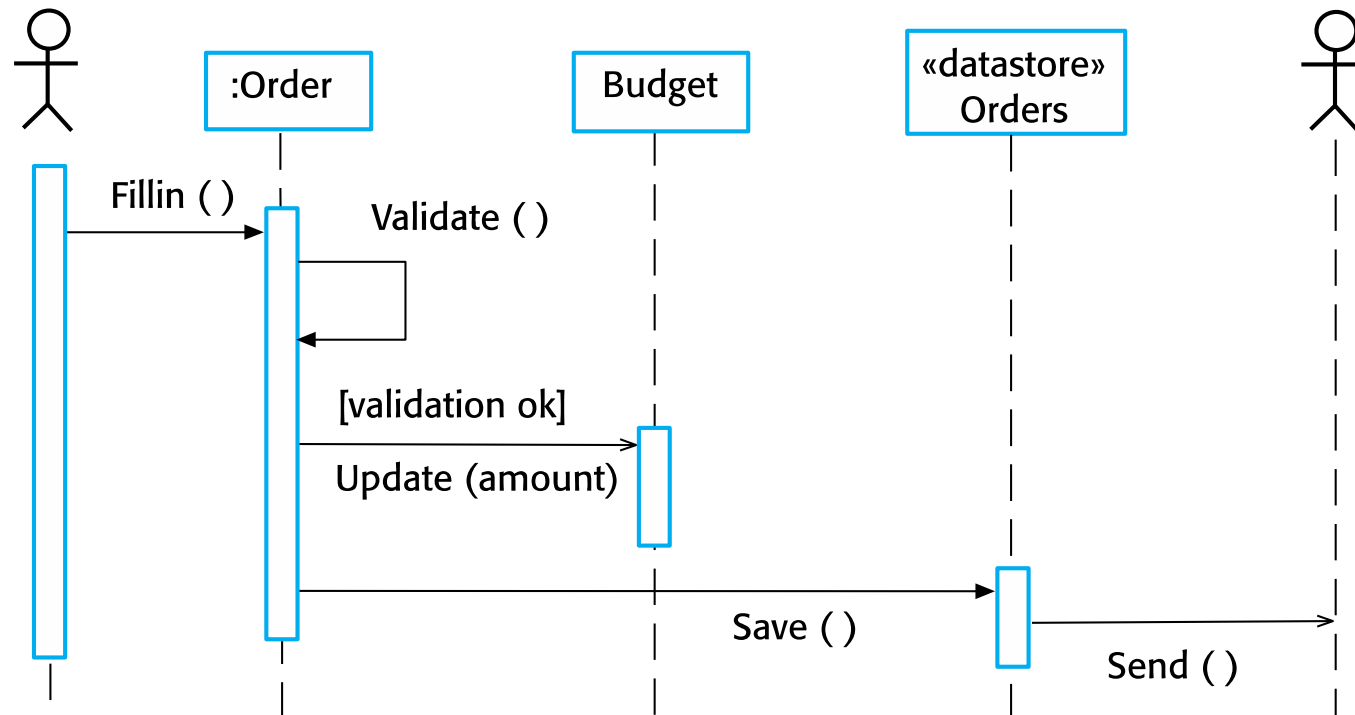 :Order
Budget
«datastore»
Orders
Fillin ( )
Validate ( )
[validation ok]
Update (amount)
Save ( )
Send ( )